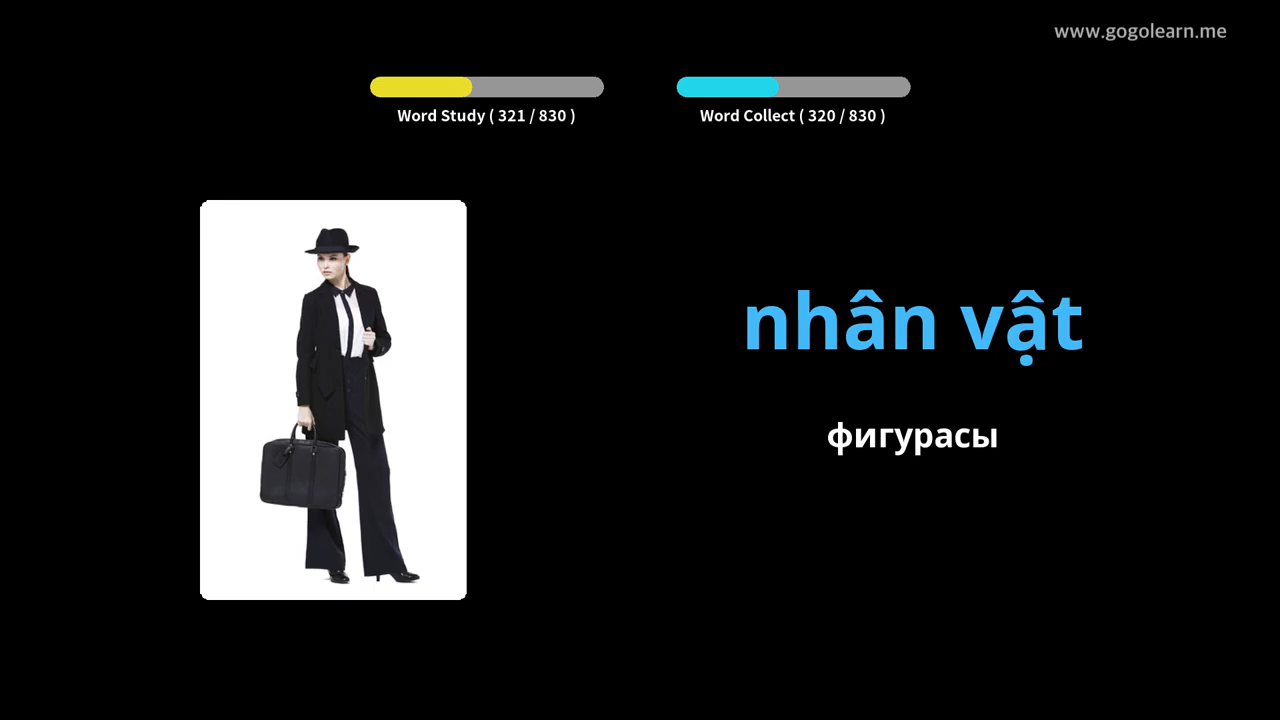 www.gogolearn.me
Word Study ( 321 / 830 )
Word Collect ( 320 / 830 )
nhân vật
фигурасы